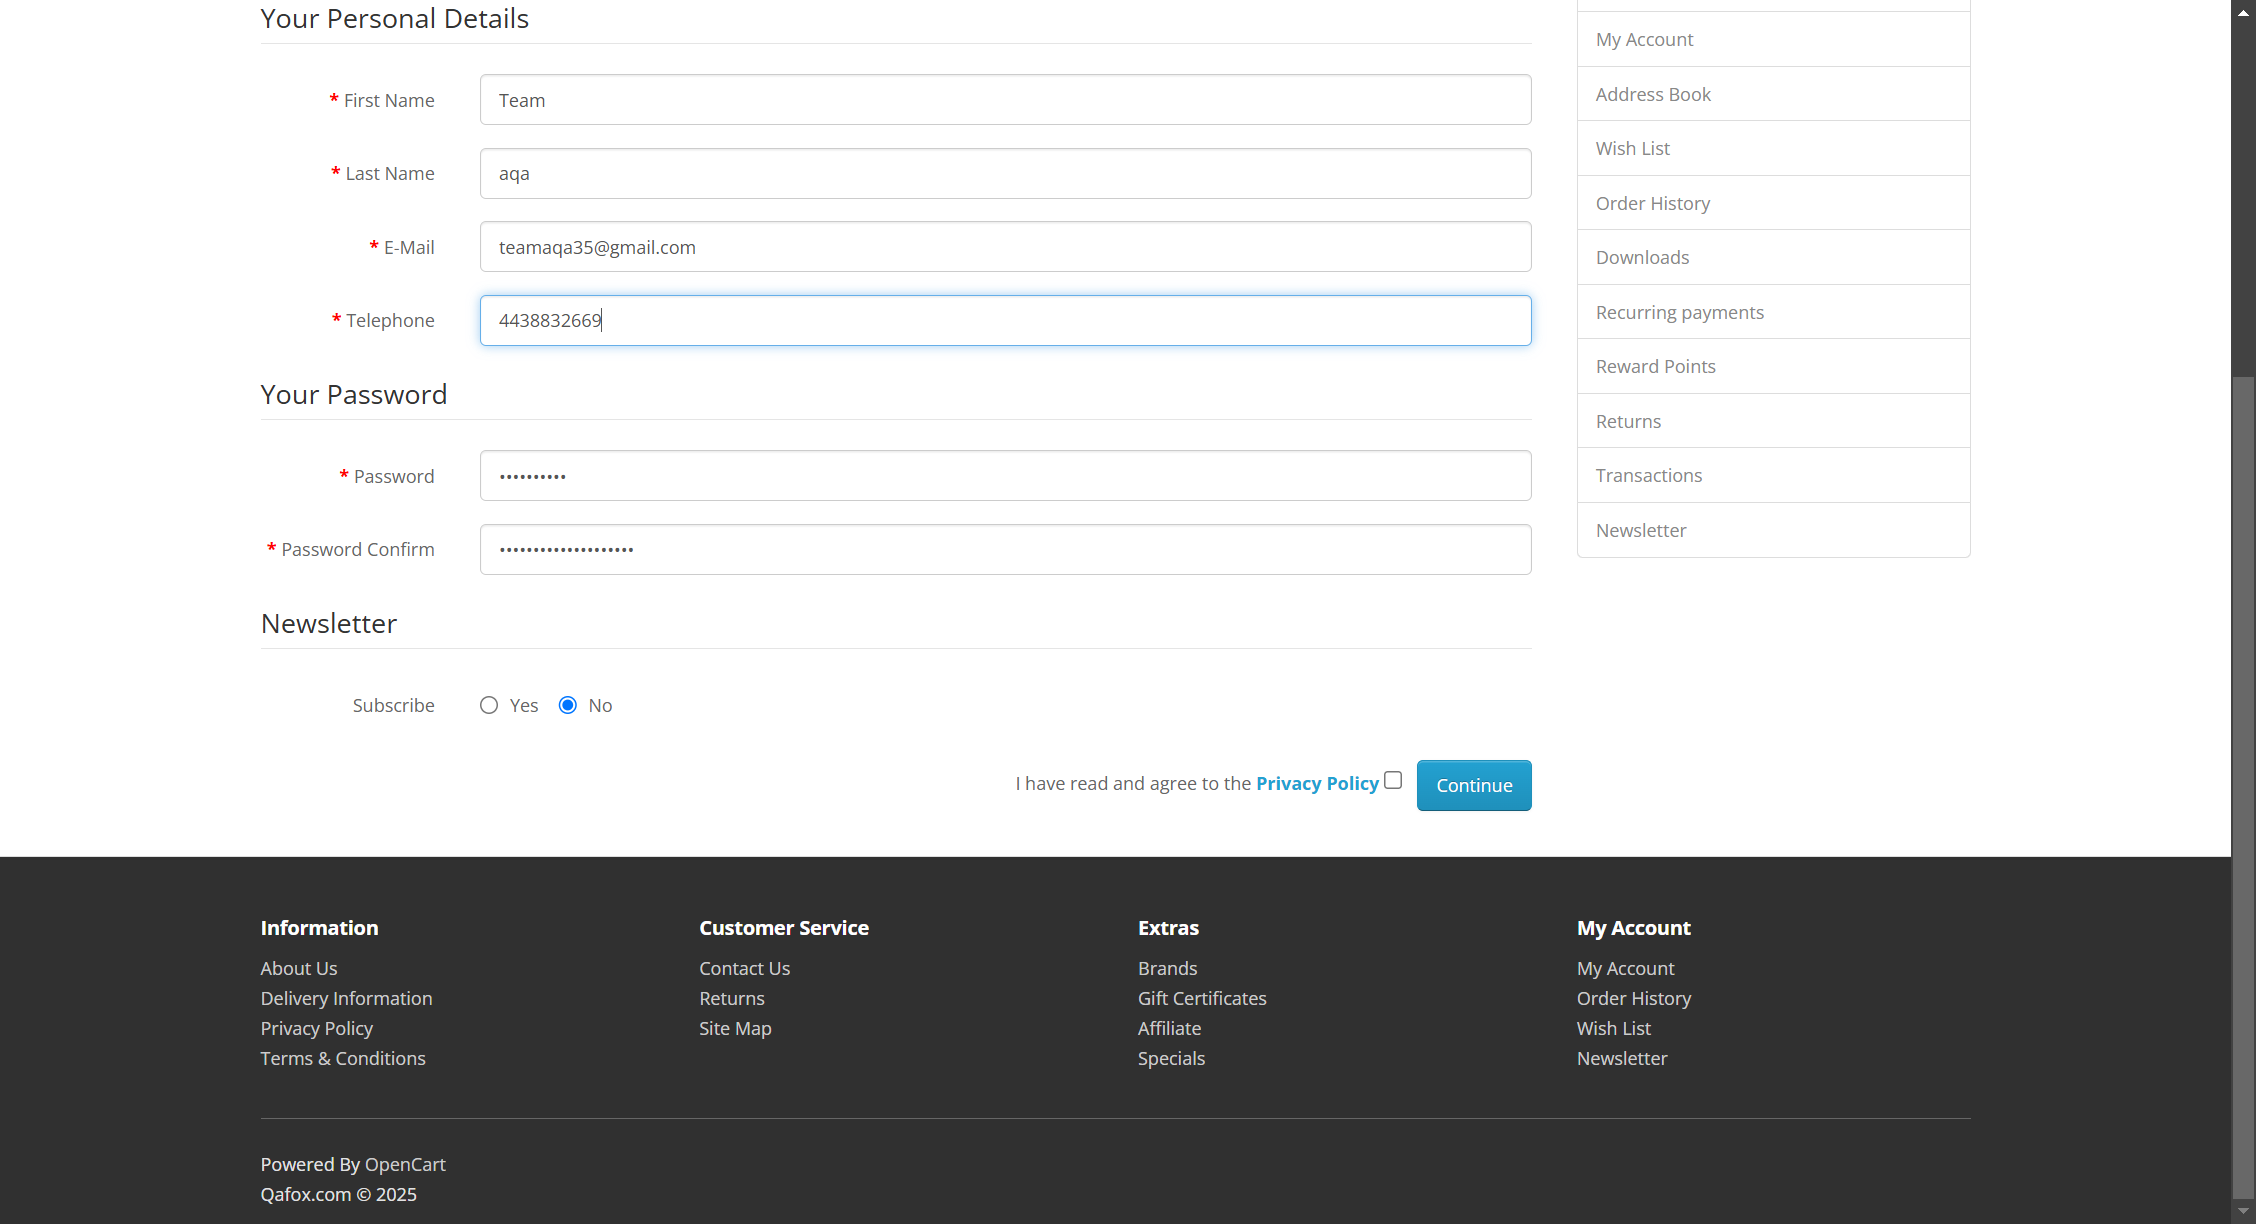 Your Personal Details
* First Name
Team
* Last Name
aqa
* E-Mail
teamaqa35@gmail.com
* Telephone
4438832669
Your Password
* Password
••••••••••
* Password Confirm
••••••••••••••••••••
Newsletter
Subscribe
Yes No
I have read and agree to the Privacy Policy
Continue
My Account
Address Book
Wish List
Order History
Downloads
Recurring payments
Reward Points
Returns
Transactions
Newsletter
Information
About Us
Delivery Information
Privacy Policy
Terms & Conditions
Customer Service
Contact Us
Returns
Site Map
Extras
Brands
Gift Certificates
Affiliate
Specials
My Account
My Account
Order History
Wish List
Newsletter
Powered By OpenCart
Qafox.com © 2025